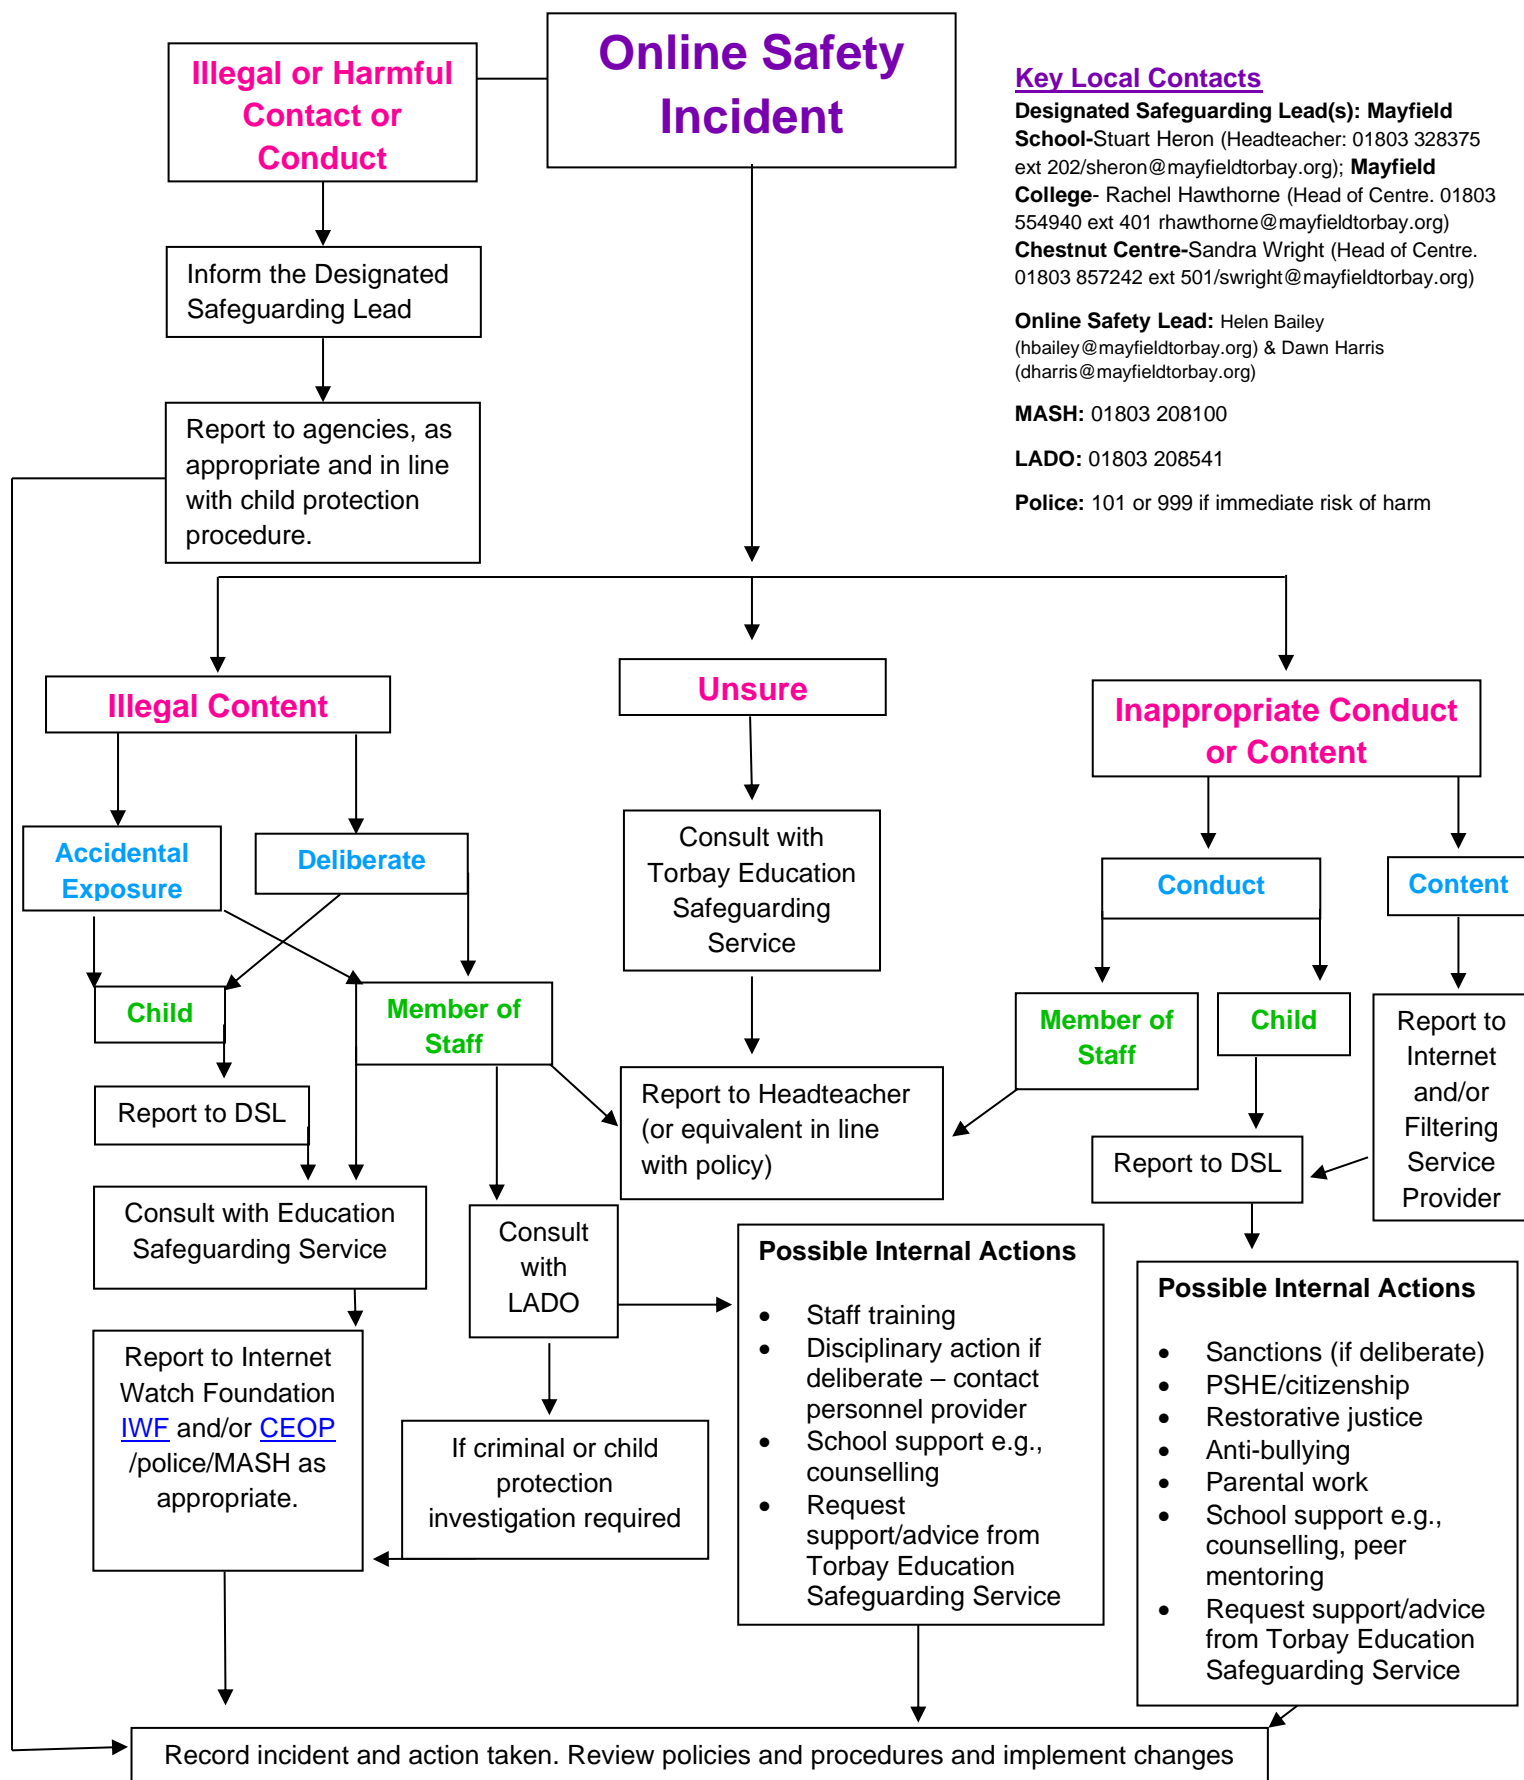 Online Safety
Incident
Illegal or Harmful
Contact or
Conduct
Key Local Contacts
Designated Safeguarding Lead(s): Mayfield
School-Stuart Heron (Headteacher: 01803 328375
ext 202/sheron@mayfieldtorbay.org); Mayfield
College- Rachel Hawthorne (Head of Centre. 01803
554940 ext 401 rhawthorne@mayfieldtorbay.org)
Chestnut Centre-Sandra Wright (Head of Centre.
01803 857242 ext 501/swright@mayfieldtorbay.org)
Online Safety Lead: Helen Bailey
(hbailey@mayfieldtorbay.org) & Dawn Harris
(dharris@mayfieldtorbay.org)
MASH: 01803 208100
LADO: 01803 208541
Police: 101 or 999 if immediate risk of harm
Inform the Designated
Safeguarding Lead
Report to agencies, as
appropriate and in line
with child protection
procedure.
Illegal Content
Unsure
Inappropriate Conduct
or Content
Accidental
Exposure
Deliberate
Consult with
Torbay Education
Safeguarding
Service
Conduct
Content
Child
Member of
Staff
Member of
Staff
Child
Report to
Internet
and/or
Filtering
Service
Provider
Report to DSL
Report to Headteacher
(or equivalent in line
with policy)
Report to DSL
Consult with Education
Safeguarding Service
Consult
with
LADO
Possible Internal Actions
• Staff training
• Disciplinary action if
deliberate – contact
personnel provider
• School support e.g.,
counselling
• Request
support/advice from
Torbay Education
Safeguarding Service
Possible Internal Actions
• Sanctions (if deliberate)
• PSHE/citizenship
• Restorative justice
• Anti-bullying
• Parental work
• School support e.g.,
counselling, peer
mentoring
• Request support/advice
from Torbay Education
Safeguarding Service
Report to Internet
Watch Foundation
IWF and/or CEOP
/police/MASH as
appropriate.
If criminal or child
protection
investigation required
Record incident and action taken. Review policies and procedures and implement changes